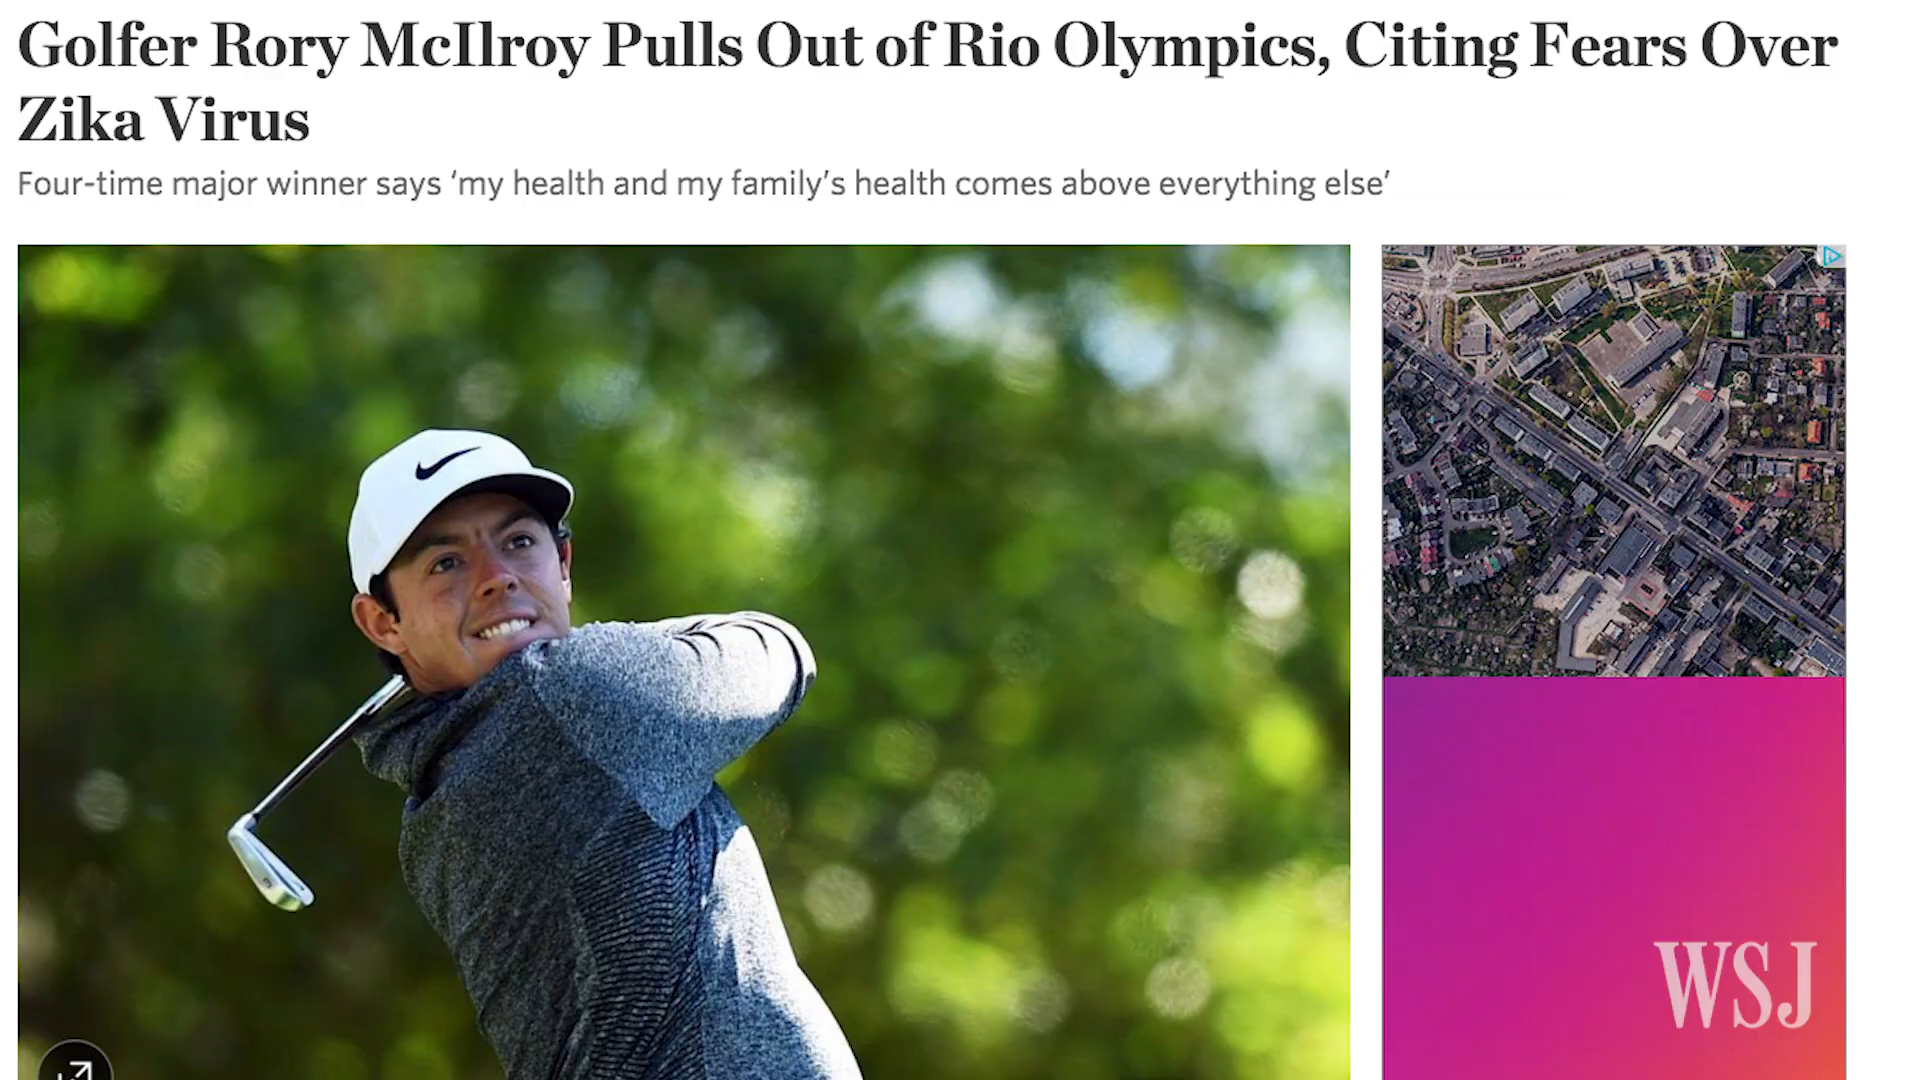 Golfer Rory McIlroy Pulls Out of Rio Olympics, Citing Fears Over
Zika Virus
Four-time major winner says ‘my health and my family’s health comes above everything else’
WSJ